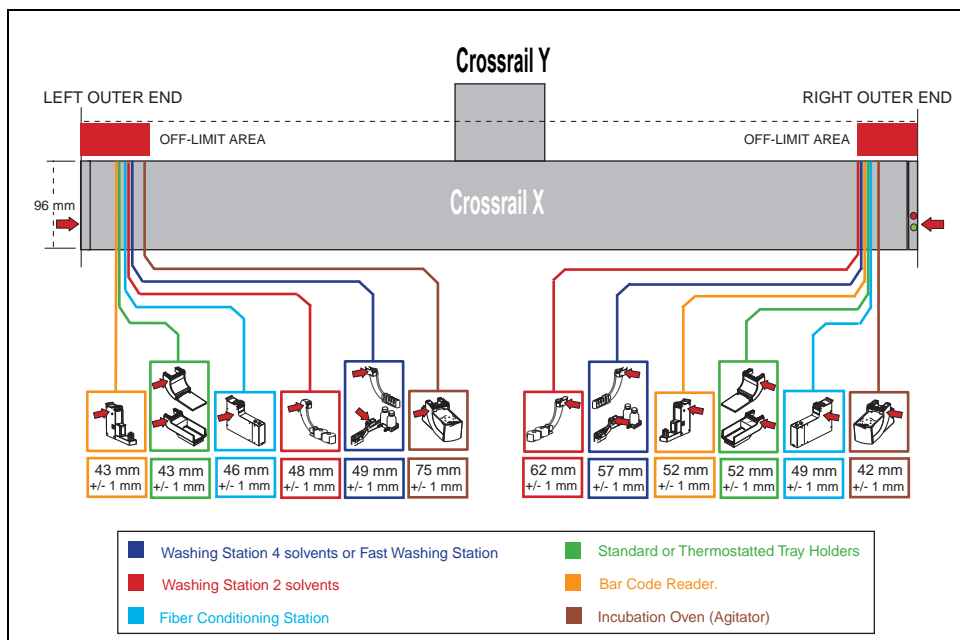 Crossrail Y
LEFT OUTER END
RIGHT OUTER END
OFF-LIMIT AREA
OFF-LIMIT AREA
96 mm
Crossrail X
43 mm
+/- 1 mm
43 mm
+/- 1 mm
46 mm
+/- 1 mm
48 mm
+/- 1 mm
49 mm
+/- 1 mm
75 mm
+/- 1 mm
62 mm
+/- 1 mm
57 mm
+/- 1 mm
52 mm
+/- 1 mm
52 mm
+/- 1 mm
49 mm
+/- 1 mm
42 mm
+/- 1 mm
Washing Station 4 solvents or Fast Washing Station
Washing Station 2 solvents
Fiber Conditioning Station
Standard or Thermostatted Tray Holders
Bar Code Reader.
Incubation Oven (Agitator)